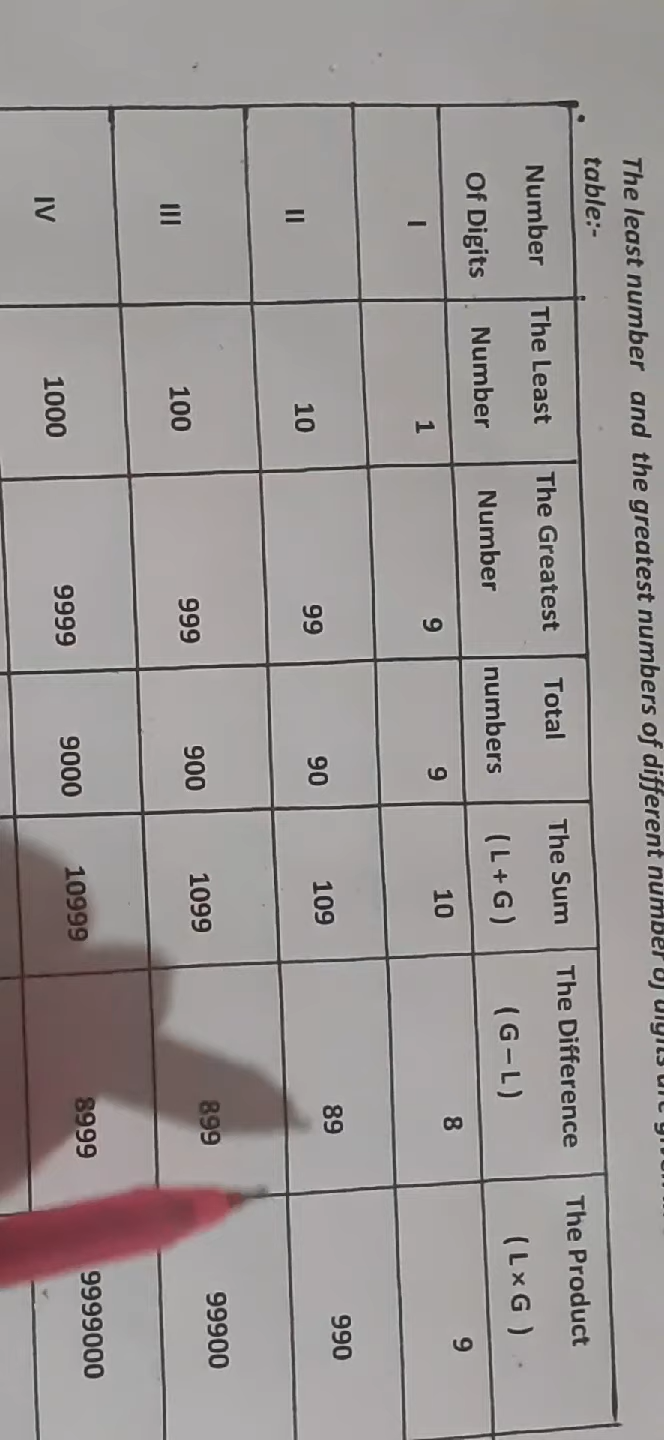 The least number and the greatest numbers of different number of digits are
table:-
Number Of Digits The Least Number The Greatest Number Total numbers The Sum ( L + G ) The Difference ( G – L ) The Product ( L × G )
I 1 9 9 10 8 9
II 10 99 90 109 89 990
III 100 999 900 1099 899 99900
IV 1000 9999 9000 10999 8999 9999000